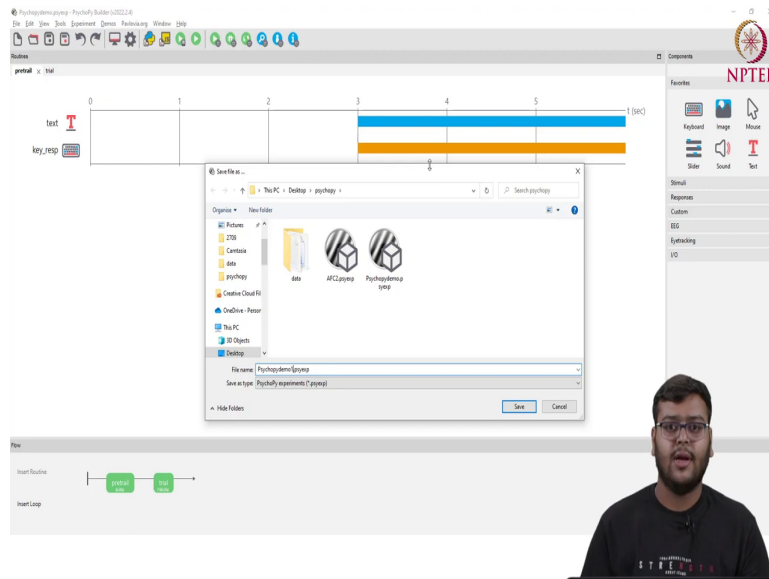 Psychopydemo.psyexp - PsychoPy Builder (v2022.2.4)
File Edit View Tools Experiment Demos Pavlovia.org Window Help
Routines
Components
pretrail x trial
NPTEL
Favorites
0 1 2 3 4 5 t (sec)
text T
key_resp
Keyboard Image Mouse
Slider Sound Text
Stimuli
Responses
Custom
EEG
Eyetracking
I/O
Save file as ...
This PC > Desktop > psychopy >
Search psychopy
Organise New folder
Pictures
2709
Camtasia
data
psychopy
Creative Cloud Fil
OneDrive - Person
This PC
3D Objects
Desktop
data
AFC2.psyexp
Psychopydemo.p
syexp
File name: Psychopydemo1.psyexp
Save as type: PsychoPy experiments (*.psyexp)
Hide Folders
Save Cancel
Flow
Insert Routine
pretrail
trial
Insert Loop
STRENGTH